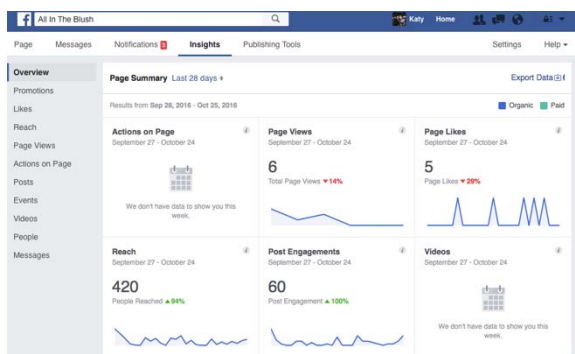 All In The Blush
Katy Home
Page Messages Notifications Insights Publishing Tools Settings Help
Overview
Promotions
Likes
Reach
Page Views
Actions on Page
Posts
Events
Videos
People
Messages
Page Summary Last 28 days
Export Data
Results from Sep 28, 2016 - Oct 25, 2016
Organic Paid
Actions on Page
September 27 - October 24
We don't have data to show you this
week.
Page Views
September 27 - October 24
6
Total Page Views ▼14%
Page Likes
September 27 - October 24
5
Page Likes ▼29%
Reach
September 27 - October 24
420
People Reached ▲94%
Post Engagements
September 27 - October 24
60
Post Engagement ▲100%
Videos
September 27 - October 24
We don't have data to show you this
week.